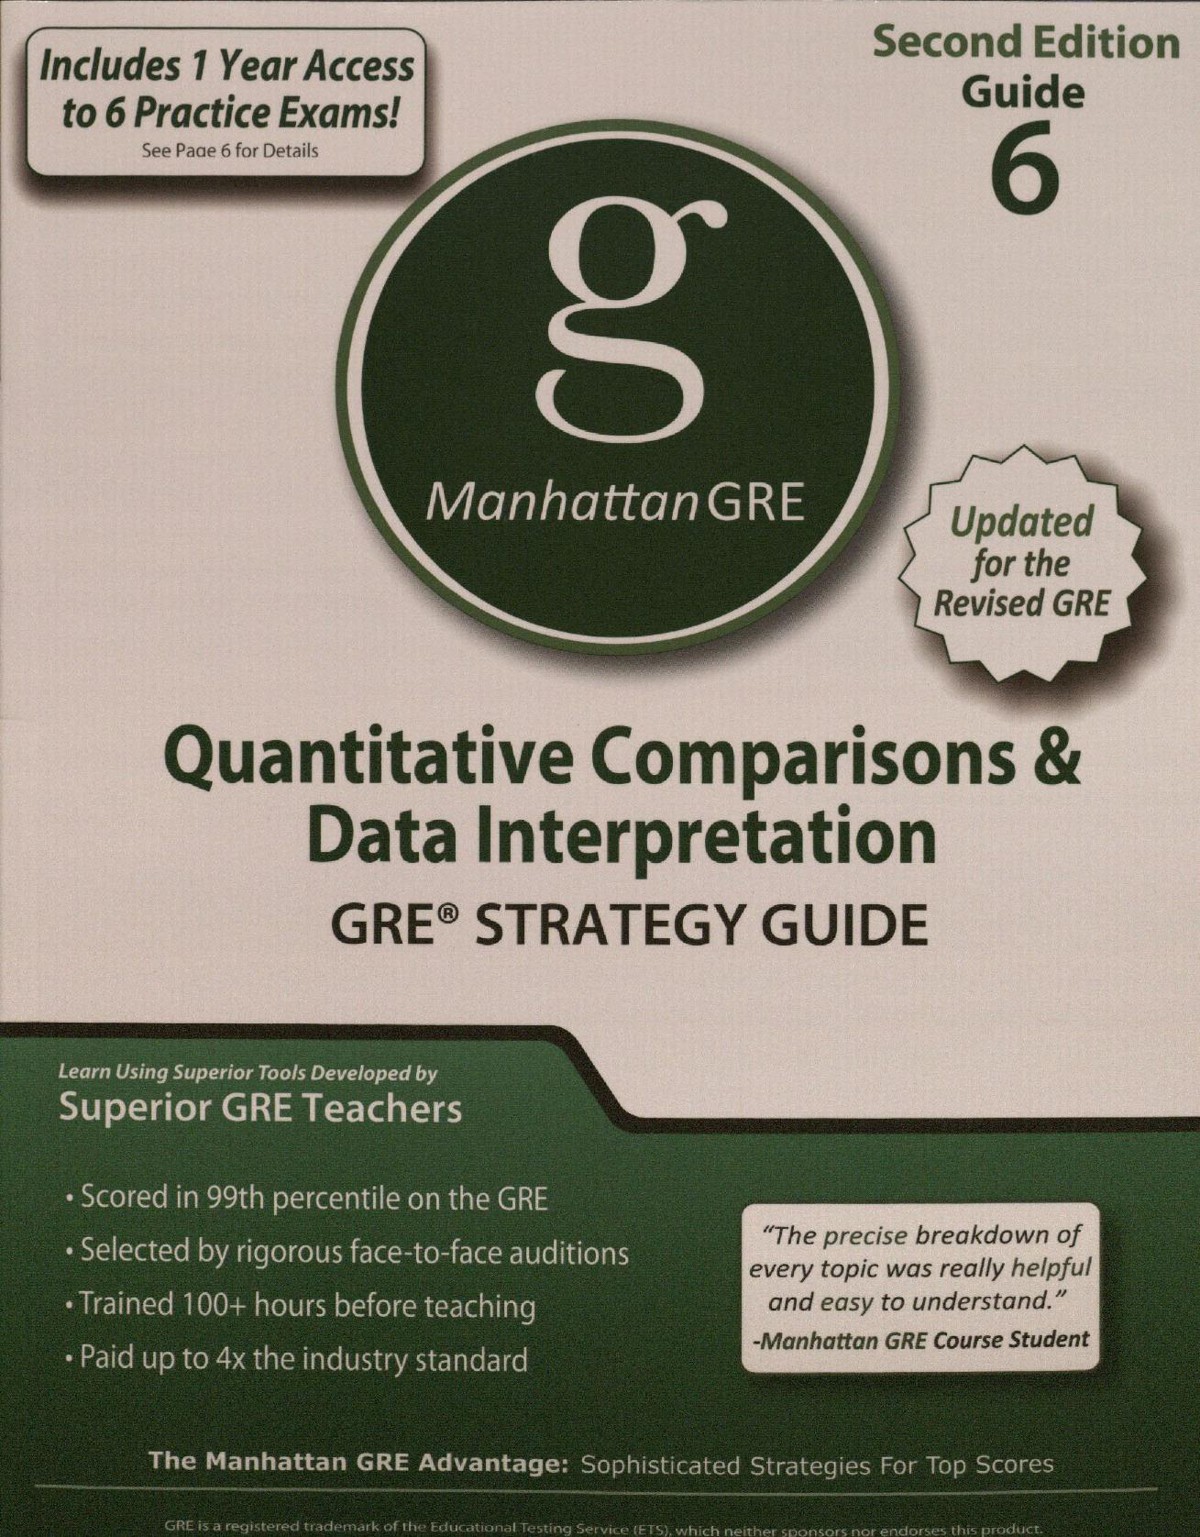 Includes 1 Year Access
to 6 Practice Exams!
See Page 6 for Details
Second Edition
Guide
6
g
ManhattanGRE
Updated
for the
Revised GRE
Quantitative Comparisons &
Data Interpretation
GRE® STRATEGY GUIDE
Learn Using Superior Tools Developed by
Superior GRE Teachers
• Scored in 99th percentile on the GRE
• Selected by rigorous face-to-face auditions
• Trained 100+ hours before teaching
• Paid up to 4x the industry standard
“The precise breakdown of
every topic was really helpful
and easy to understand.”
-Manhattan GRE Course Student
The Manhattan GRE Advantage: Sophisticated Strategies For Top Scores
GRE is a registered trademark of the Educational Testing Service (ETS), which neither sponsors nor endorses this product.